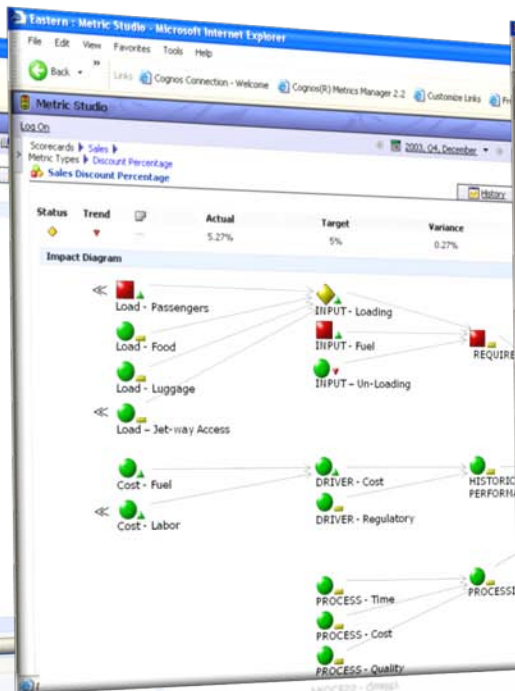 Eastern : Metric Studio - Microsoft Internet Explorer
File Edit View Favorites Tools Help
Back Links Cognos Connection - Welcome Cognos(R) Metrics Manager 2.2 Customize Links
Metric Studio
Log On
Scorecards Sales 2003, Q4, December
Metric Types Discount Percentage
Sales Discount Percentage
History
Status Trend Actual Target Variance
5.27% 5% 0.27%
Impact Diagram
Load - Passengers INPUT - Loading
Load - Food INPUT - Fuel REQUIRE
Load - Luggage INPUT - Un-Loading
Load - Jet-way Access
Cost - Fuel DRIVER - Cost HISTORIC
PERFORMA
Cost - Labor DRIVER - Regulatory
PROCESS - Time PROCESSI
PROCESS - Cost
PROCESS - Quality